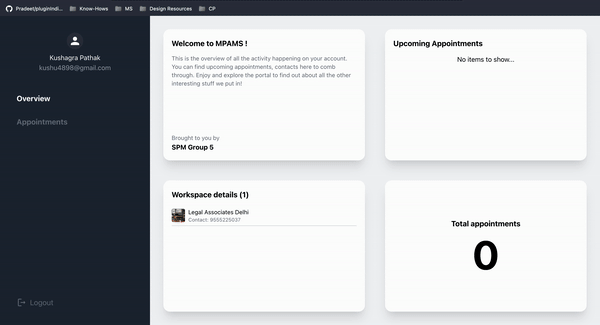 Pradeet/pluginIndi...
Know-Hows
MS
Design Resources
CP
Kushagra Pathak
kushu4898@gmail.com
Overview
Appointments
Logout
Welcome to MPAMS !
This is the overview of all the activity happening on your account.
You can find upcoming appointments, contacts here to comb
through. Enjoy and explore the portal to find out about all the other
interesting stuff we put in!
Brought to you by
SPM Group 5
Upcoming Appointments
No items to show...
Workspace details (1)
Legal Associates Delhi
Contact: 9555225037
Total appointments
0